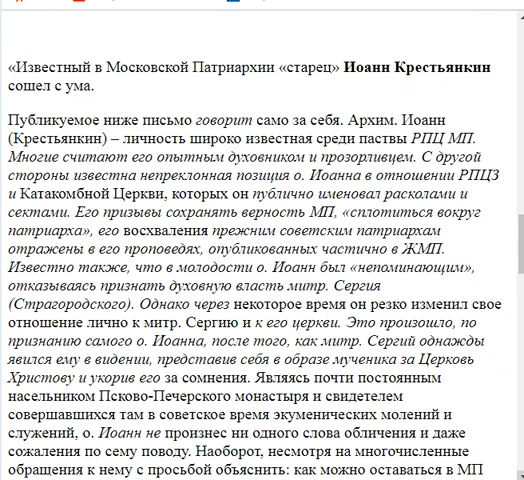 «Известный в Московской Патриархии «старец» Иоанн Крестьянкин
сошел с ума.
Публикуемое ниже письмо говорит само за себя. Архим. Иоанн
(Крестьянкин) – личность широко известная среди паствы РПЦ МП.
Многие считают его опытным духовником и прозорливцем. С другой
стороны известна непреклонная позиция о. Иоанна в отношении РПЦЗ
и Катакомбной Церкви, которых он публично именовал расколами и
сектами. Его призывы сохранять верность МП, «сплотиться вокруг
патриарха», его восхваления прежним советским патриархам
отражены в его проповедях, опубликованных частично в ЖМП.
Известно также, что в молодости о. Иоанн был «непоминающим»,
отказываясь признать духовную власть митр. Сергия
(Страгородского). Однако через некоторое время он резко изменил свое
отношение лично к митр. Сергию и к его церкви. Это произошло, по
признанию самого о. Иоанна, после того, как митр. Сергий однажды
явился ему в видении, представив себя в образе мученика за Церковь
Христову и укорив его за сомнения. Являясь почти постоянным
насельником Псково-Печерского монастыря и свидетелем
совершавшихся там в советское время экуменических молений и
служений, о. Иоанн не произнес ни одного слова обличения и даже
сожаления по сему поводу. Наоборот, несмотря на многочисленные
обращения к нему с просьбой объяснить: как можно оставаться в МП